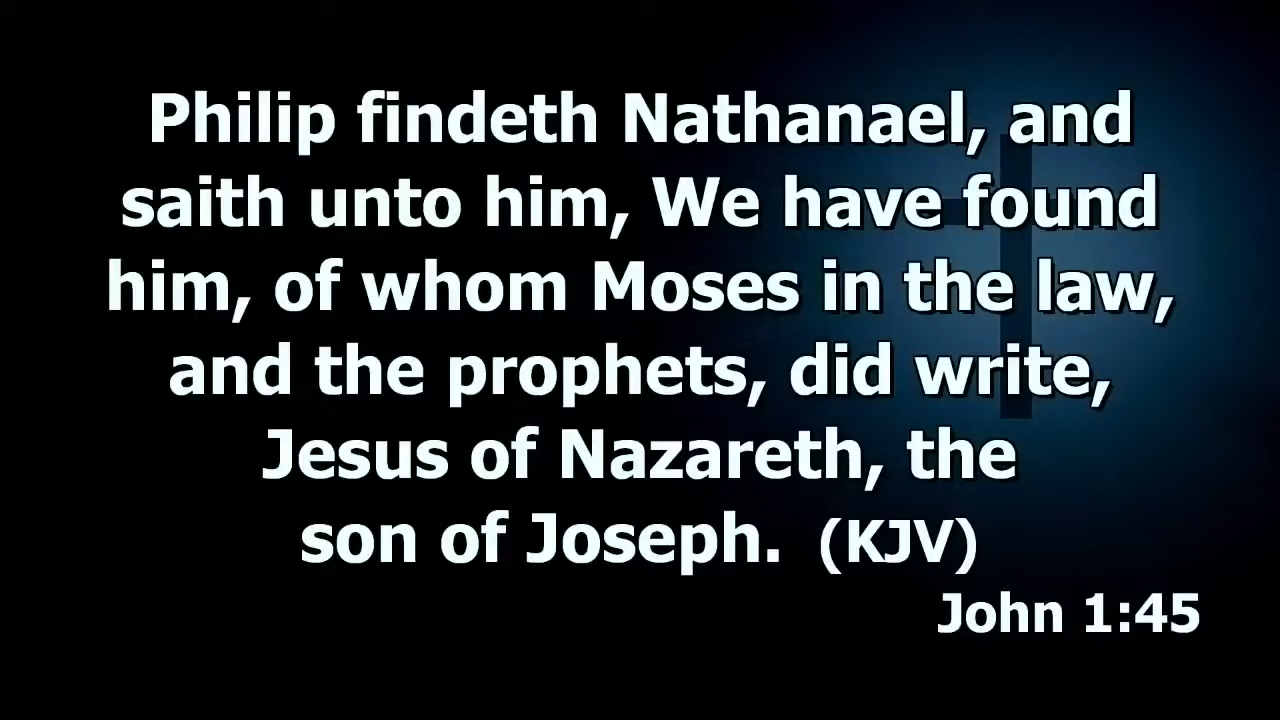 Philip findeth Nathanael, and
saith unto him, We have found
him, of whom Moses in the law,
and the prophets, did write,
Jesus of Nazareth, the
son of Joseph. (KJV)
John 1:45